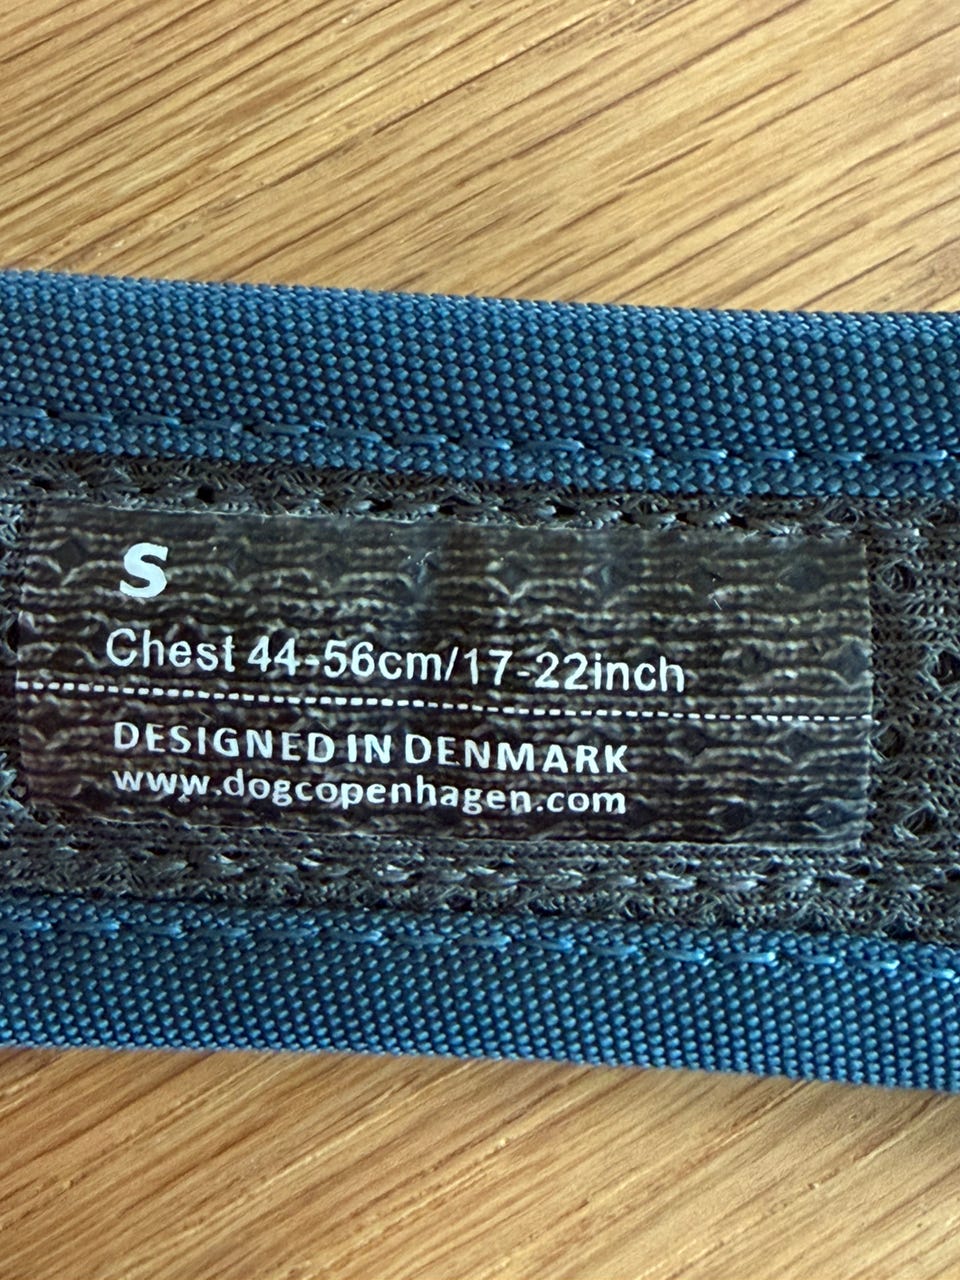 S
Chest 44-56cm/17-22inch
DESIGNED IN DENMARK
www.dogcopenhagen.com